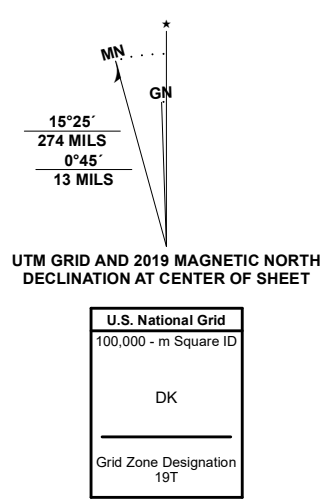 ★
MN
GN
15°25´
274 MILS
0°45´
13 MILS
UTM GRID AND 2019 MAGNETIC NORTH
DECLINATION AT CENTER OF SHEET
U.S. National Grid
100,000 - m Square ID
DK
Grid Zone Designation
19T